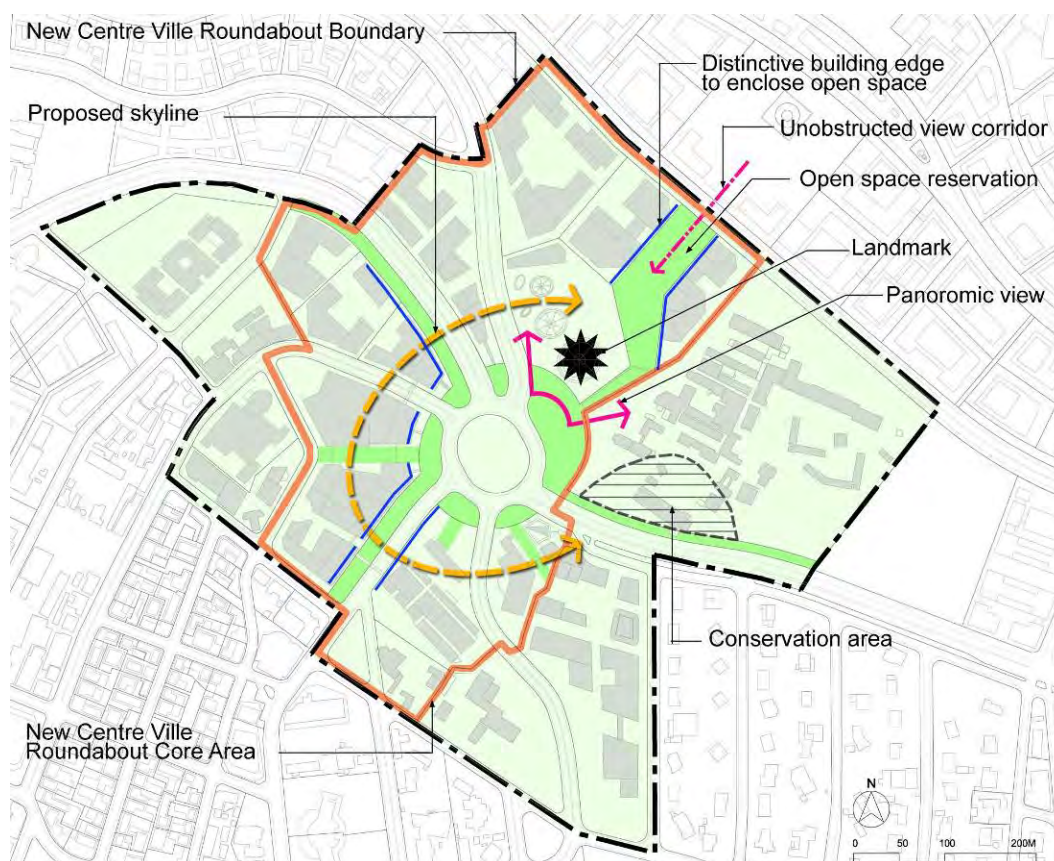 New Centre Ville Roundabout Boundary
Distinctive building edge
to enclose open space
Proposed skyline
Unobstructed view corridor
Open space reservation
Landmark
Panoromic view
Conservation area
New Centre Ville
Roundabout Core Area
N
0 50 100 200M